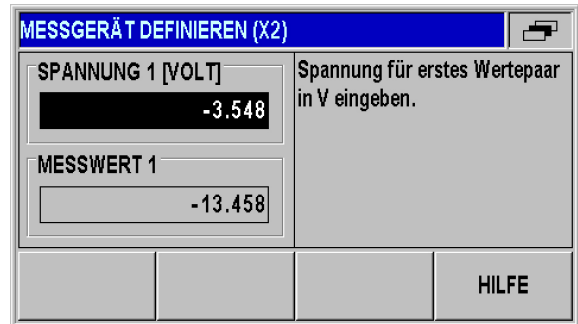 MESSGERÄT DEFINIEREN (X2)
SPANNUNG 1 [VOLT]
-3.548
MESSWERT 1
-13.458
Spannung für erstes Wertepaar
in V eingeben.
HILFE